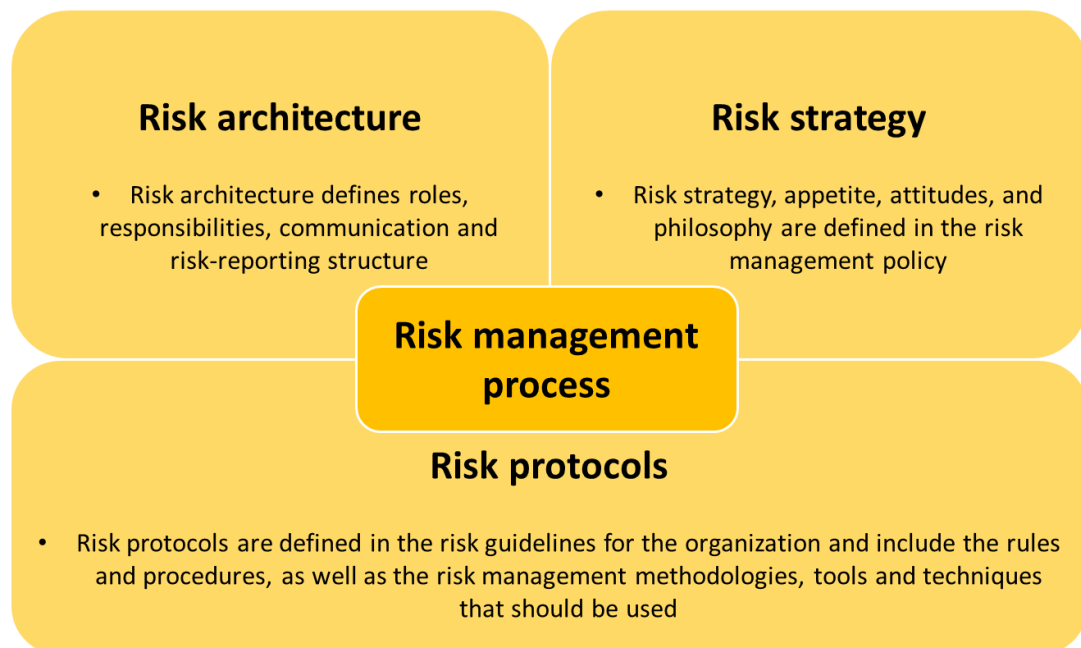 Risk architecture
• Risk architecture defines roles,
responsibilities, communication and
risk-reporting structure
Risk strategy
• Risk strategy, appetite, attitudes, and
philosophy are defined in the risk
management policy
Risk management
process
Risk protocols
• Risk protocols are defined in the risk guidelines for the organization and include the rules
and procedures, as well as the risk management methodologies, tools and techniques
that should be used